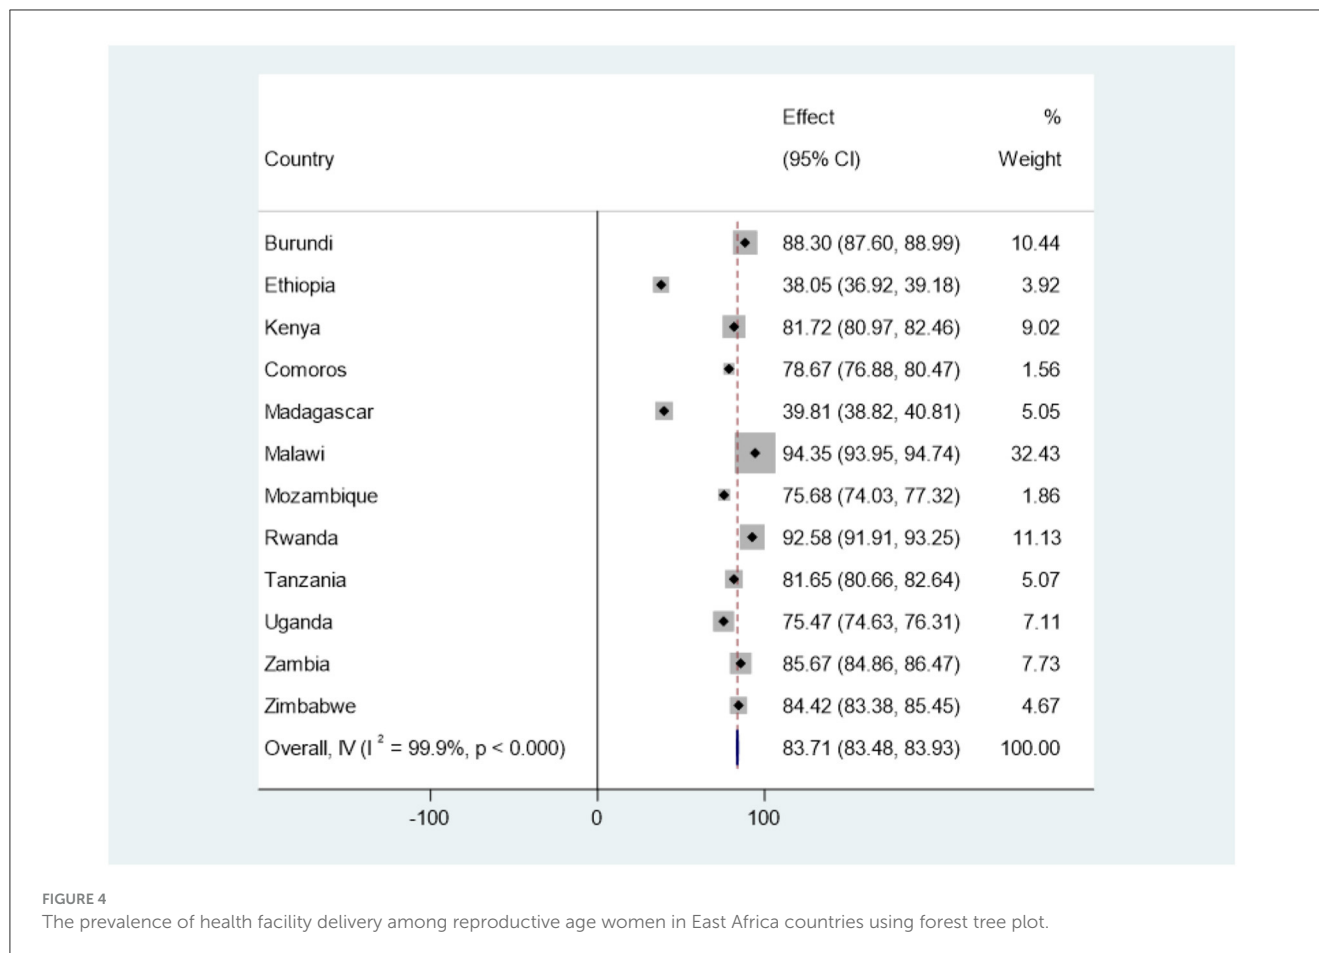 Effect %
Country (95% CI) Weight
Burundi 88.30 (87.60, 88.99) 10.44
Ethiopia 38.05 (36.92, 39.18) 3.92
Kenya 81.72 (80.97, 82.46) 9.02
Comoros 78.67 (76.88, 80.47) 1.56
Madagascar 39.81 (38.82, 40.81) 5.05
Malawi 94.35 (93.95, 94.74) 32.43
Mozambique 75.68 (74.03, 77.32) 1.86
Rwanda 92.58 (91.91, 93.25) 11.13
Tanzania 81.65 (80.66, 82.64) 5.07
Uganda 75.47 (74.63, 76.31) 7.11
Zambia 85.67 (84.86, 86.47) 7.73
Zimbabwe 84.42 (83.38, 85.45) 4.67
Overall, IV (I² = 99.9%, p < 0.000) 83.71 (83.48, 83.93) 100.00
-100 0 100
FIGURE 4
The prevalence of health facility delivery among reproductive age women in East Africa countries using forest tree plot.